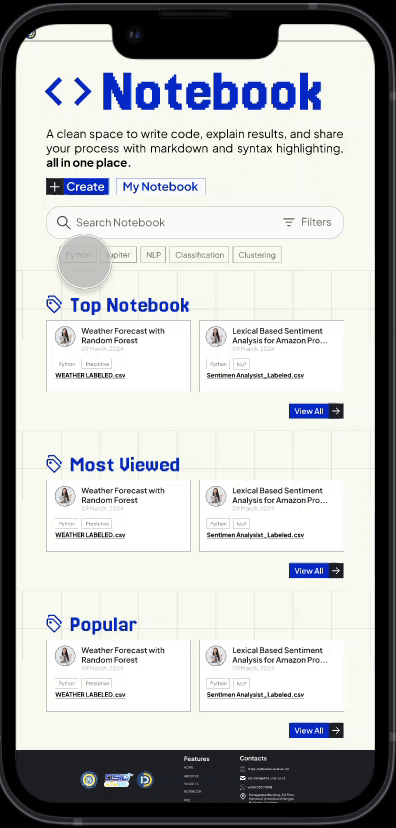 <> Notebook
A clean space to write code, explain results, and share
your process with markdown and syntax highlighting,
all in one place.
+ Create My Notebook
Search Notebook Filters
Python Jupiter NLP Classification Clustering
Top Notebook
Weather Forecast with
Random Forest
09 March, 2024
Python Predictive
WEATHER LABELED.csv
Lexical Based Sentiment
Analysis for Amazon Pro...
09 March, 2024
Python NLP
Sentimen Analysist_Labeled.csv
View All
Most Viewed
Weather Forecast with
Random Forest
09 March, 2024
Python Predictive
WEATHER LABELED.csv
Lexical Based Sentiment
Analysis for Amazon Pro...
09 March, 2024
Python NLP
Sentimen Analysist_Labeled.csv
View All
Popular
Weather Forecast with
Random Forest
09 March, 2024
Python Predictive
WEATHER LABELED.csv
Lexical Based Sentiment
Analysis for Amazon Pro...
09 March, 2024
Python NLP
Sentimen Analysist_Labeled.csv
View All
Features
HOME
ABOUT US
NOTEBOOK
FAQ
Contacts